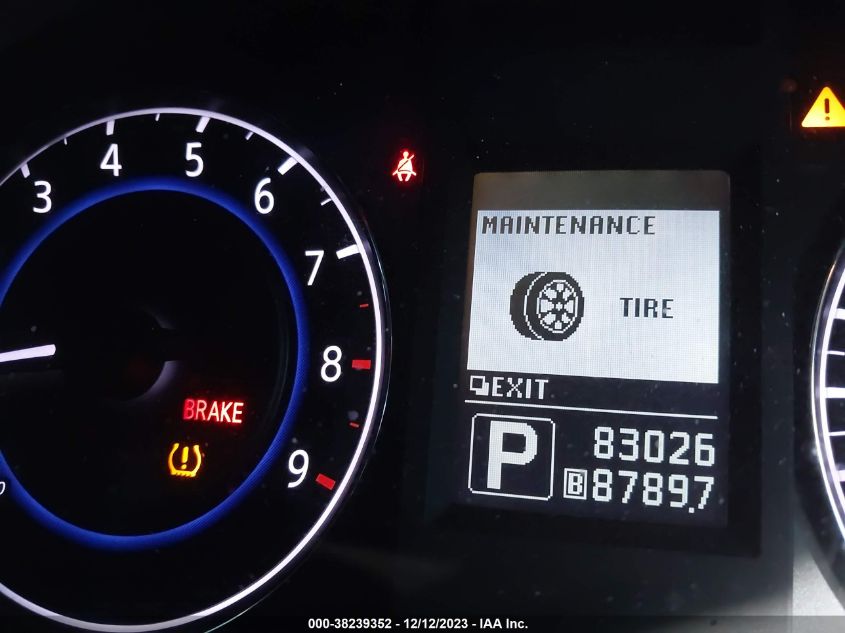 3 4 5 6 7 8 9
BRAKE
MAINTENANCE
TIRE
EXIT
P 83026
B 8789.7
000-38239352 - 12/12/2023 - IAA Inc.